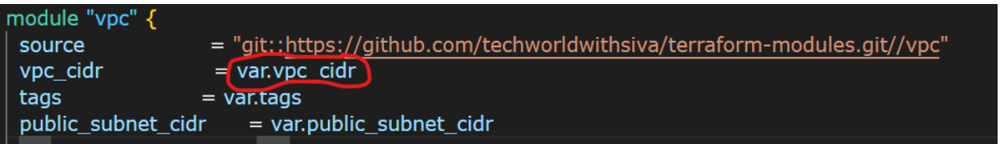 module "vpc" {
source = "git::https://github.com/techworldwithsiva/terraform-modules.git//vpc"
vpc_cidr = var.vpc_cidr
tags = var.tags
public_subnet_cidr = var.public_subnet_cidr